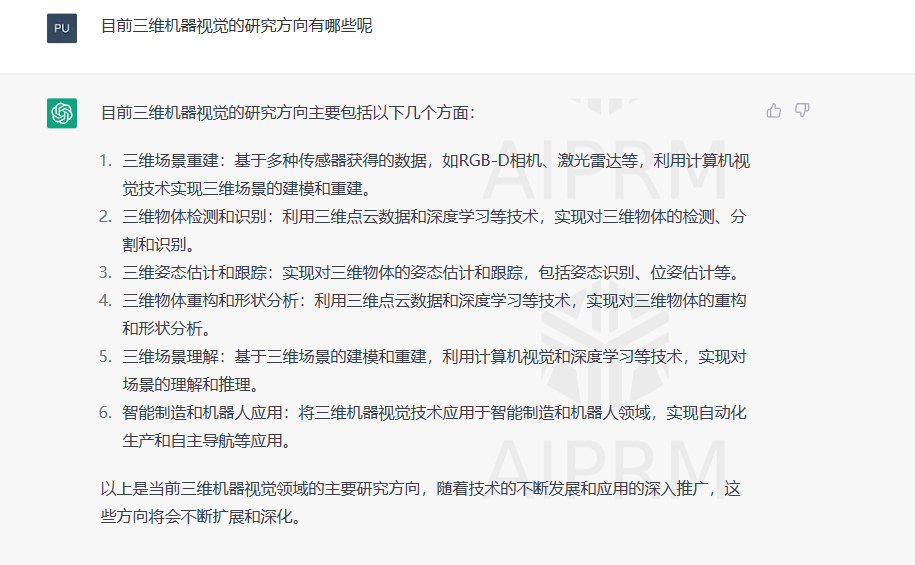 PU
目前三维机器视觉的研究方向有哪些呢
目前三维机器视觉的研究方向主要包括以下几个方面：
1. 三维场景重建：基于多种传感器获得的数据，如RGB-D相机、激光雷达等，利用计算机视
觉技术实现三维场景的建模和重建。
2. 三维物体检测和识别：利用三维点云数据和深度学习等技术，实现对三维物体的检测、分
割和识别。
3. 三维姿态估计和跟踪：实现对三维物体的姿态估计和跟踪，包括姿态识别、位姿估计等。
4. 三维物体重构和形状分析：利用三维点云数据和深度学习等技术，实现对三维物体的重构
和形状分析。
5. 三维场景理解：基于三维场景的建模和重建，利用计算机视觉和深度学习等技术，实现对
场景的理解和推理。
6. 智能制造和机器人应用：将三维机器视觉技术应用于智能制造和机器人领域，实现自动化
生产和自主导航等应用。
以上是当前三维机器视觉领域的主要研究方向，随着技术的不断发展和应用的深入推广，这
些方向将会不断扩展和深化。
AIPRM
AIPRM